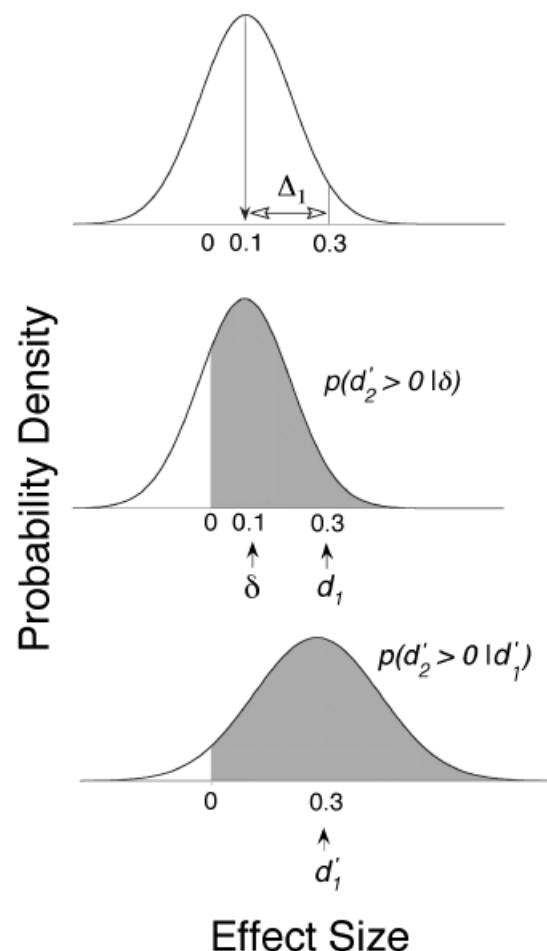 Δ₁
0 0.1 0.3
p(d′₂ > 0 |δ)
0 0.1 0.3
δ d₁
p(d′₂ > 0 |d′₁)
0 0.3
d′₁
Probability Density
Effect Size